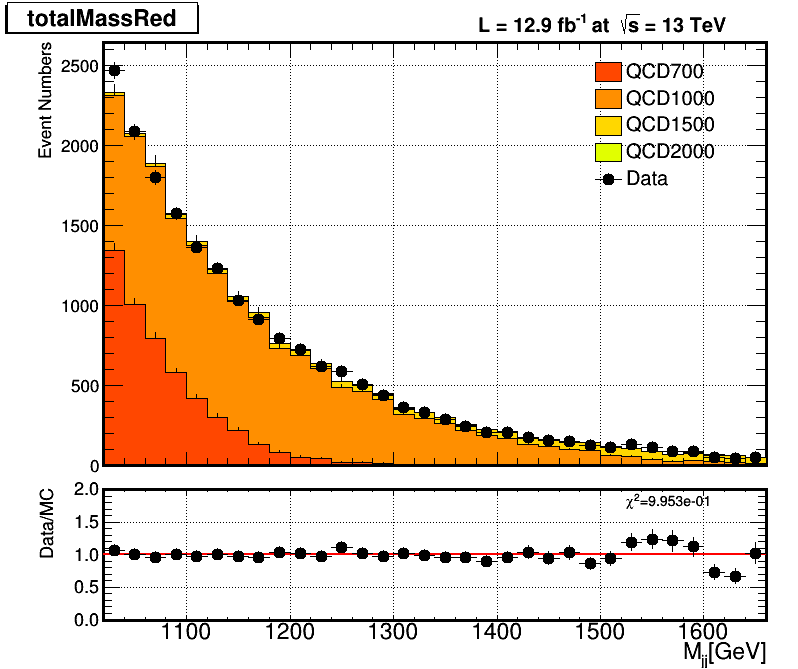 totalMassRed
L = 12.9 fb⁻¹ at √s = 13 TeV
Event Numbers
2500
2000
1500
1000
500
0
QCD700
QCD1000
QCD1500
QCD2000
Data
Data/MC
2.0
1.5
1.0
0.5
0.0
χ²=9.953e-01
1100 1200 1300 1400 1500 1600
M_jj[GeV]